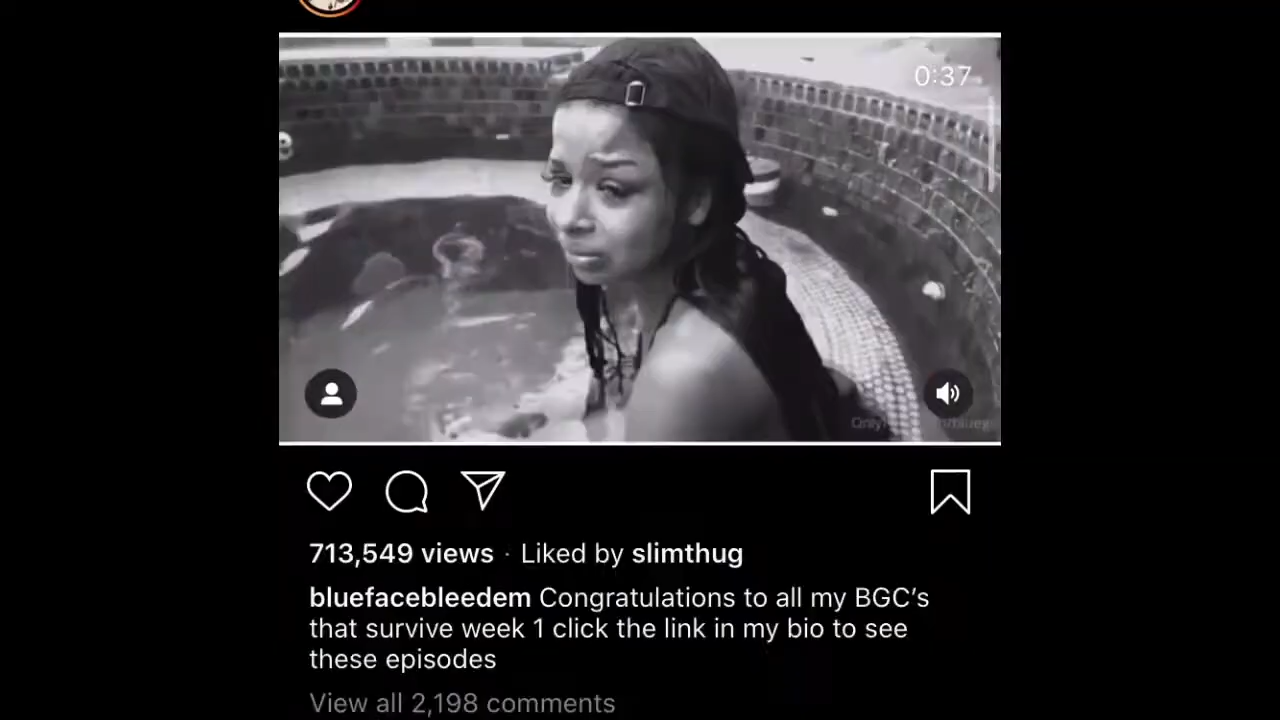 0:37
713,549 views · Liked by slimthug
bluefacebleedem Congratulations to all my BGC’s
that survive week 1 click the link in my bio to see
these episodes
View all 2,198 comments